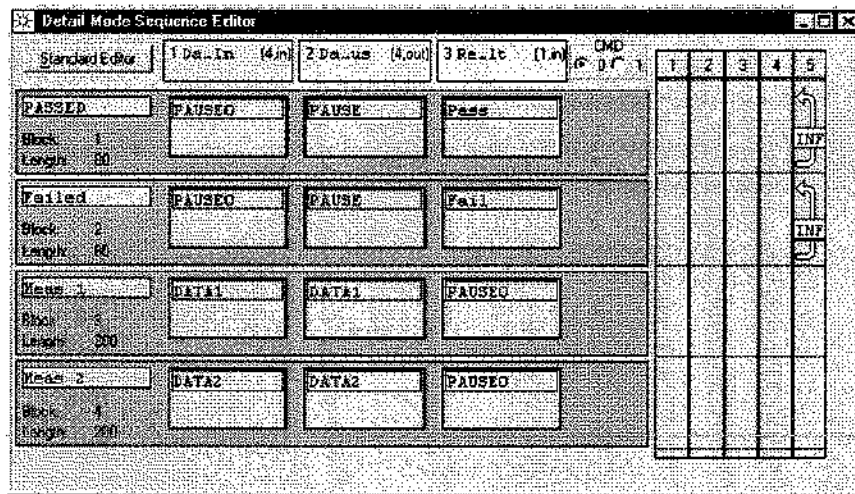 Detail Mode Sequence Editor
Standard Editor
1 Da..In (4,in) 2 Da..us (4,out) 3 Re..lt (1,in)
CMD
0 1
1 2 3 4 5
PASSED PAUSE0 PAUSE Pass
Block: 1
Length: 80
INF
Failed PAUSE0 PAUSE Fail
Block: 2
Length: 80
INF
Meas 1 DATA1 DATA1 PAUSE0
Block:
Length: 200
Meas 2 DATA2 DATA2 PAUSE0
Block: 4
Length: 200